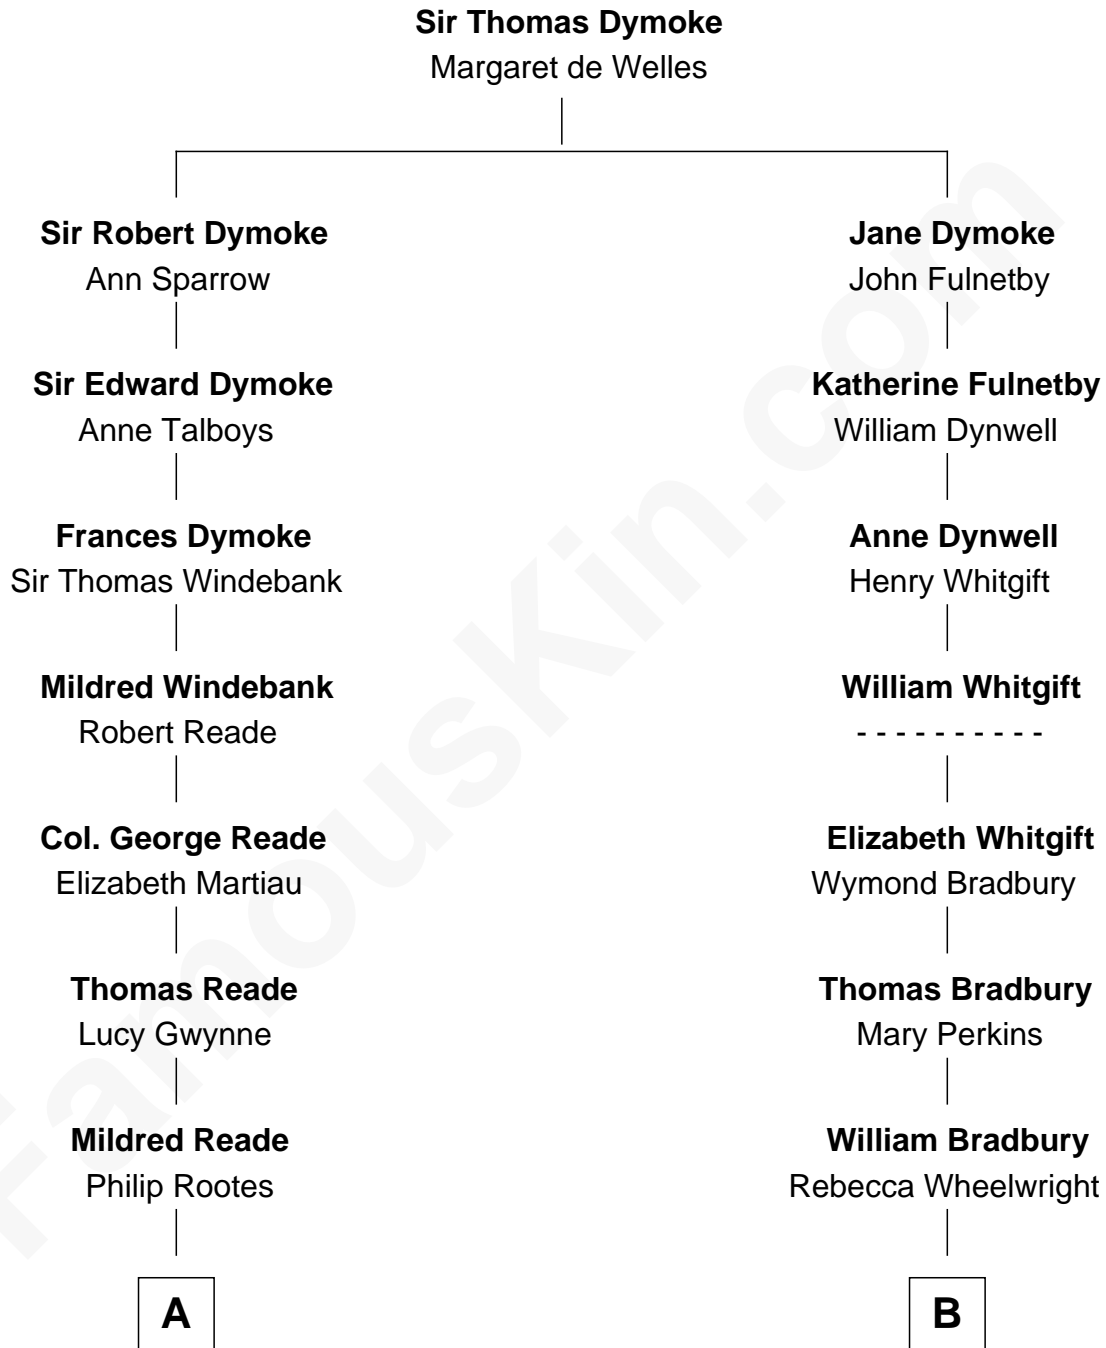 Sir Thomas Dymoke
Margaret de Welles
Sir Robert Dymoke
Ann Sparrow
Jane Dymoke
John Fulnetby
Sir Edward Dymoke
Anne Talboys
Katherine Fulnetby
William Dynwell
Frances Dymoke
Sir Thomas Windebank
Anne Dynwell
Henry Whitgift
Mildred Windebank
Robert Reade
William Whitgift
- - - - - - - - - -
Col. George Reade
Elizabeth Martiau
Elizabeth Whitgift
Wymond Bradbury
Thomas Reade
Lucy Gwynne
Thomas Bradbury
Mary Perkins
Mildred Reade
Philip Rootes
William Bradbury
Rebecca Wheelwright
A
B
FamousKin.com